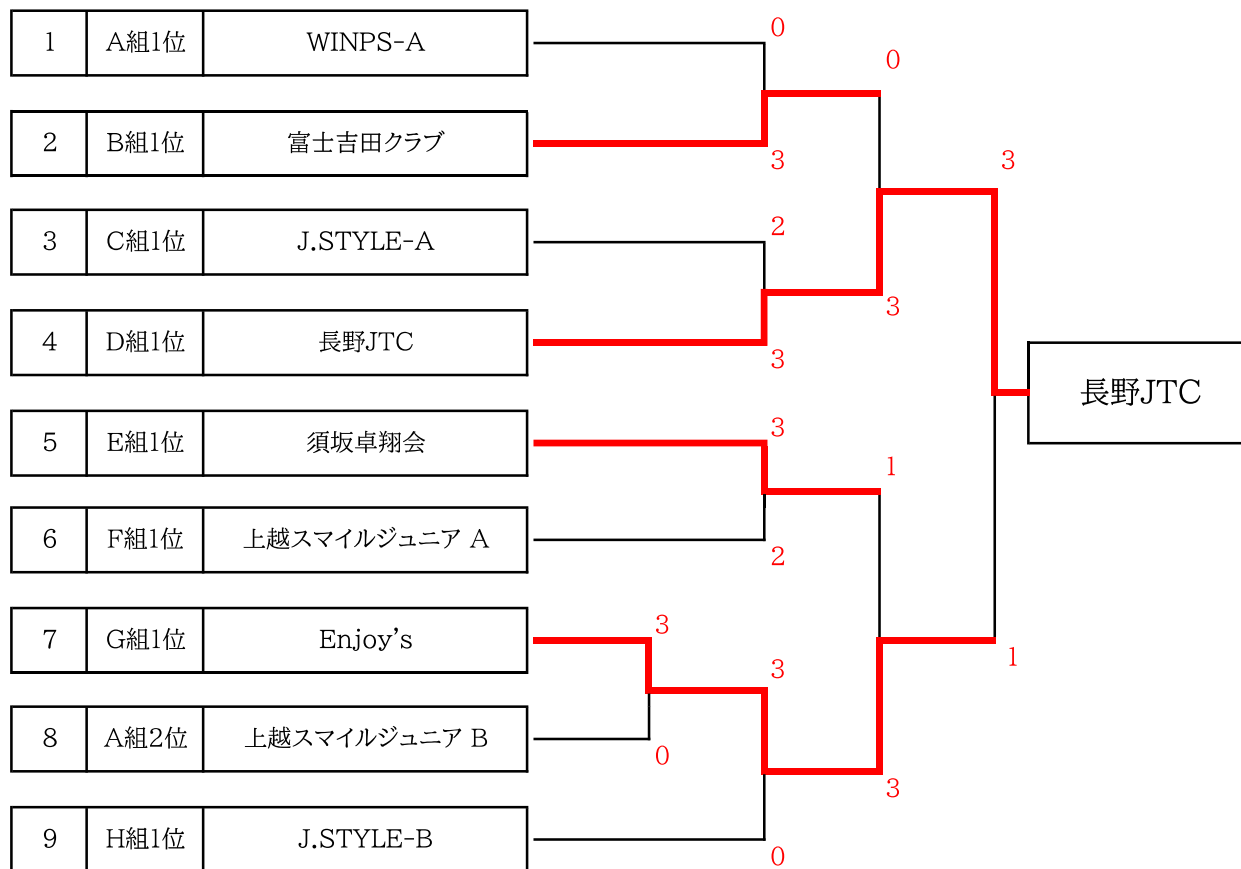 1 A組1位 WINPS-A
0
0
2 B組1位 富士吉田クラブ
3
3
3 C組1位 J.STYLE-A
2
3
4 D組1位 長野JTC
3
長野JTC
5 E組1位 須坂卓翔会
3
1
6 F組1位 上越スマイルジュニア A
2
7 G組1位 Enjoy's
3
3
1
8 A組2位 上越スマイルジュニア B
0
3
9 H組1位 J.STYLE-B
0